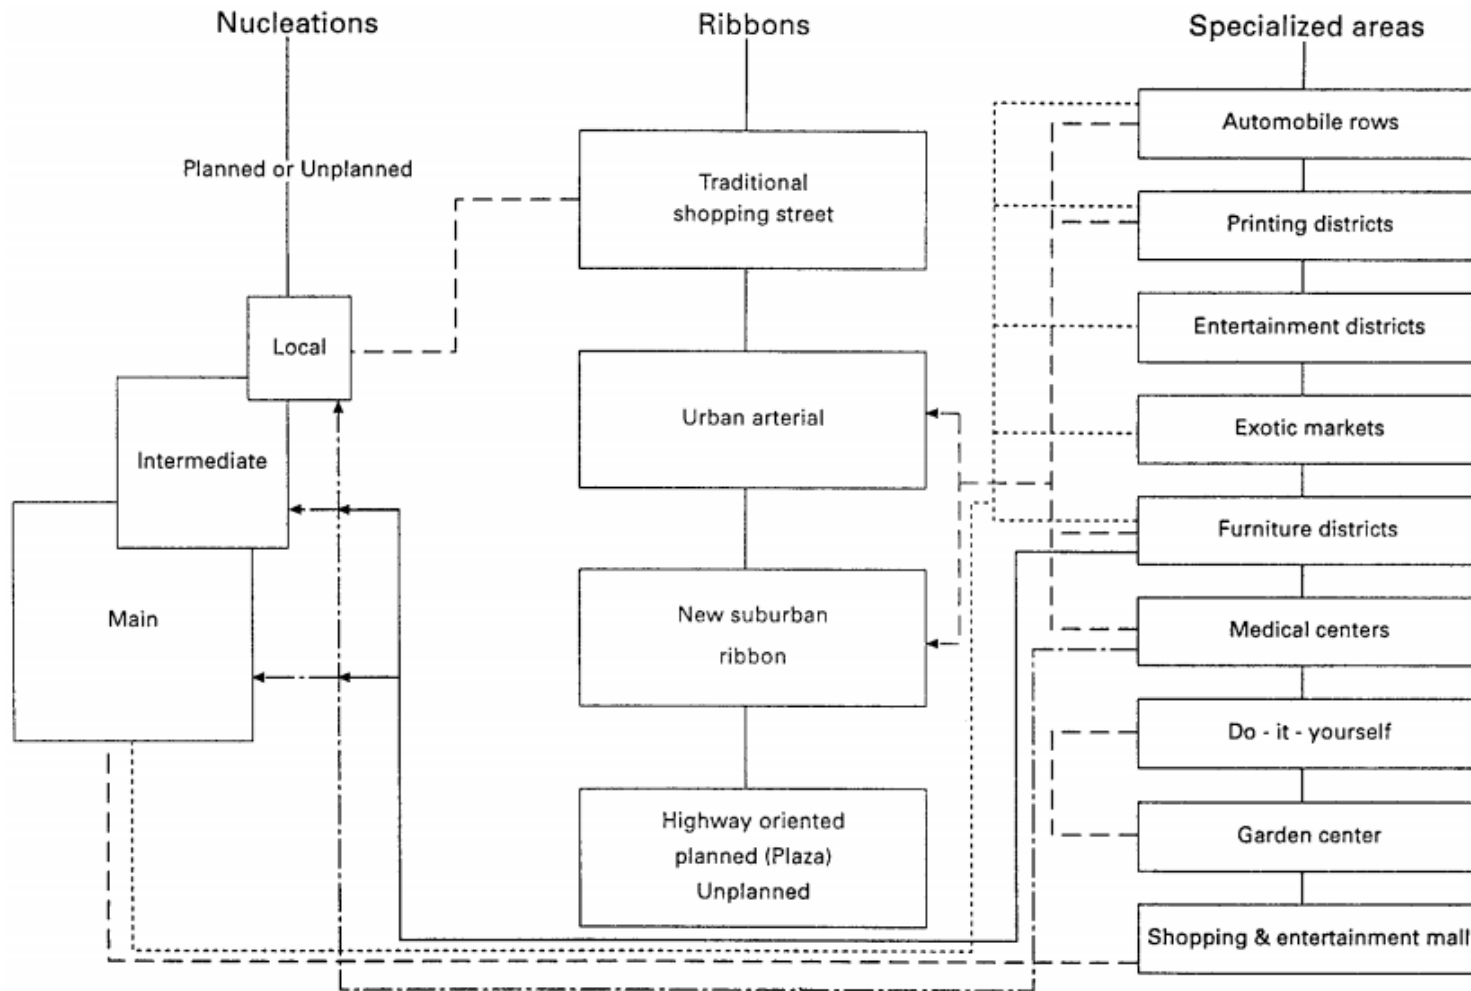 Nucleations
Planned or Unplanned
Local
Intermediate
Main
Ribbons
Traditional
shopping street
Urban arterial
New suburban
ribbon
Highway oriented
planned (Plaza)
Unplanned
Specialized areas
Automobile rows
Printing districts
Entertainment districts
Exotic markets
Furniture districts
Medical centers
Do - it - yourself
Garden center
Shopping & entertainment mall